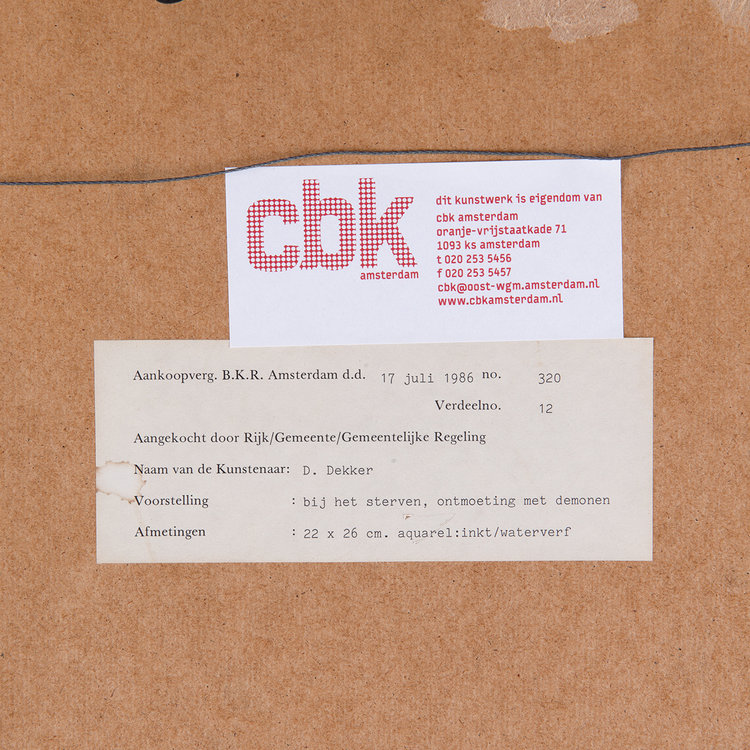 cbk
amsterdam
dit kunstwerk is eigendom van
cbk amsterdam
oranje-vrijstaatkade 71
1093 ks amsterdam
t 020 253 5456
f 020 253 5457
cbk@oost-wgm.amsterdam.nl
www.cbkamsterdam.nl
Aankoopverg. B.K.R. Amsterdam d.d. 17 juli 1986 no. 320
Verdeelno. 12
Aangekocht door Rijk/Gemeente/Gemeentelijke Regeling
Naam van de Kunstenaar: D. Dekker
Voorstelling : bij het sterven, ontmoeting met demonen
Afmetingen : 22 x 26 cm. aquarel:inkt/waterverf